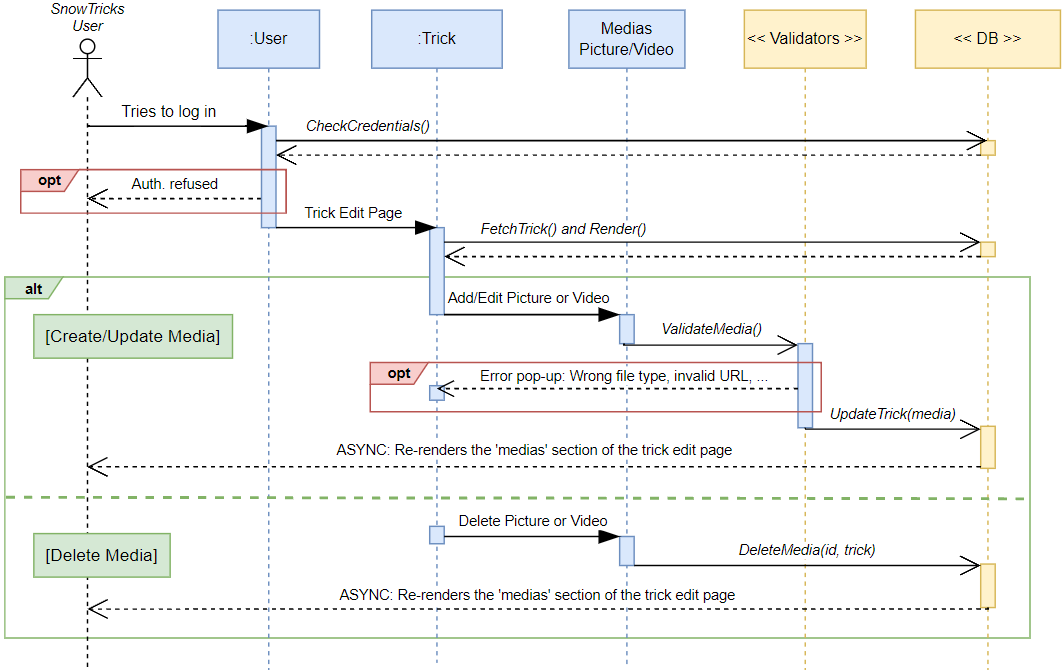 SnowTricks
User
:User
:Trick
Medias
Picture/Video
<< Validators >>
<< DB >>
Tries to log in
CheckCredentials()
opt
Auth. refused
Trick Edit Page
FetchTrick() and Render()
alt
Add/Edit Picture or Video
[Create/Update Media]
ValidateMedia()
opt
Error pop-up: Wrong file type, invalid URL, ...
UpdateTrick(media)
ASYNC: Re-renders the 'medias' section of the trick edit page
Delete Picture or Video
[Delete Media]
DeleteMedia(id, trick)
ASYNC: Re-renders the 'medias' section of the trick edit page